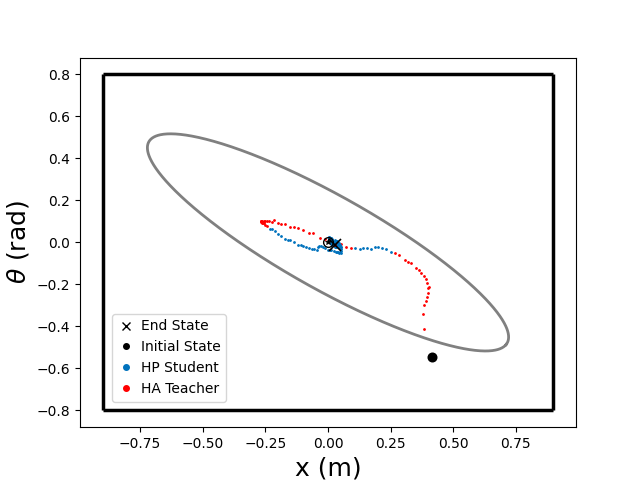 0.8
0.6
0.4
0.2
0.0
−0.2
−0.4
−0.6
−0.8
θ (rad)
End State
Initial State
HP Student
HA Teacher
−0.75 −0.50 −0.25 0.00 0.25 0.50 0.75
x (m)